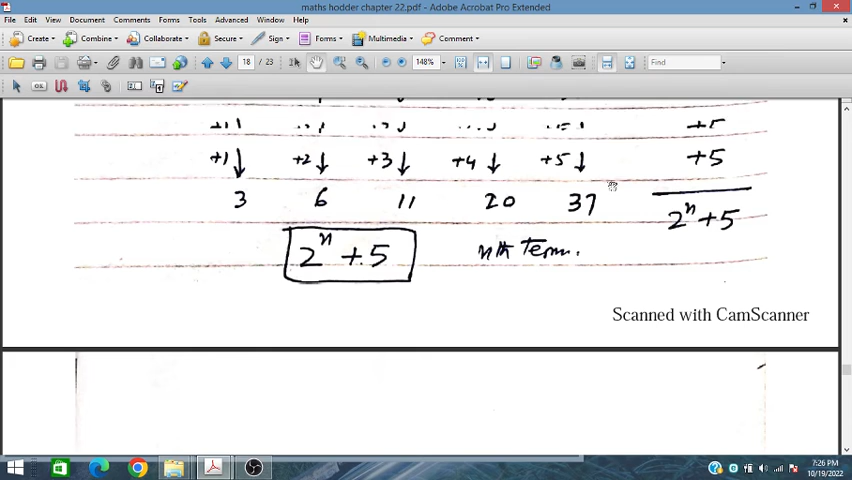 maths hodder chapter 22.pdf - Adobe Acrobat Pro Extended
File Edit View Document Comments Forms Tools Advanced Window Help
Create Combine Collaborate Secure Sign Forms Multimedia Comment
18 / 23 148% Find
+1↓ +2↓ +3↓ +4↓ +5↓ +5
3 6 11 20 37
2ⁿ+5
2ⁿ+5 nth Term.
Scanned with CamScanner
7:26 PM
10/19/2022